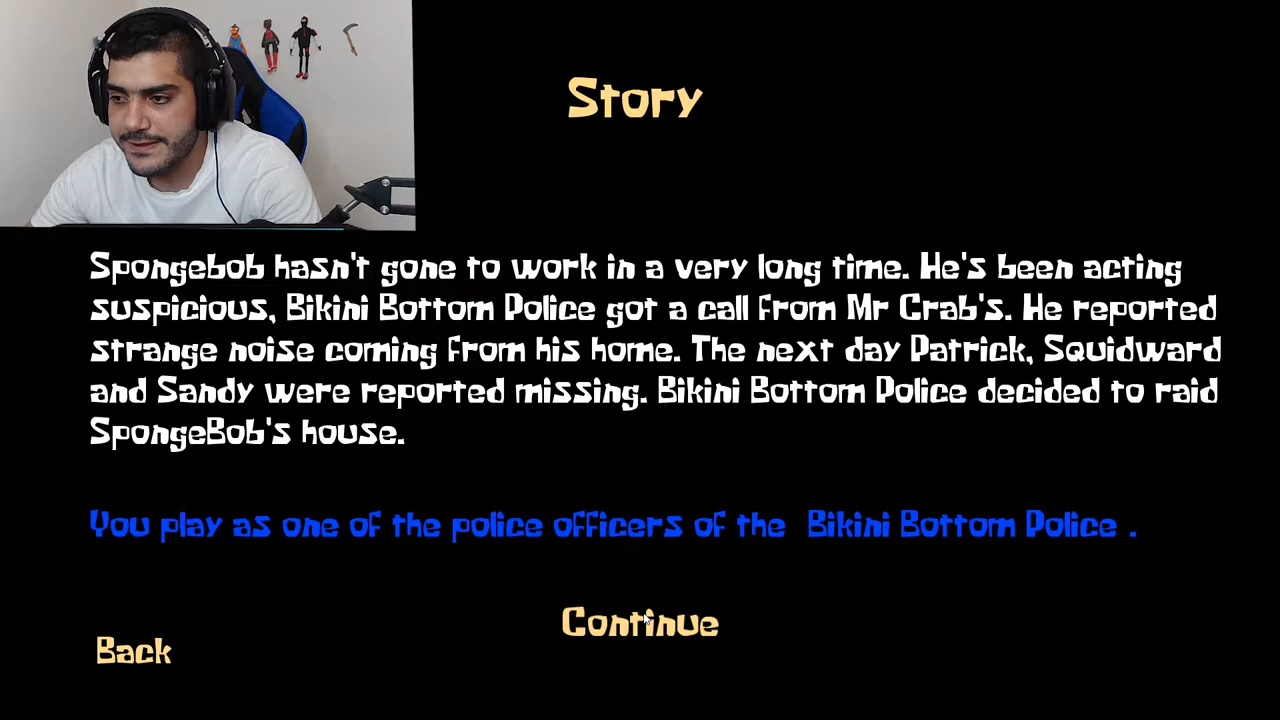 Story
Spongebob hasn't gone to work in a very long time. He's been acting
suspicious, Bikini Bottom Police got a call from Mr Crab's. He reported
strange noise coming from his home. The next day Patrick, Squidward
and Sandy were reported missing. Bikini Bottom Police decided to raid
SpongeBob's house.
You play as one of the police officers of the  Bikini Bottom Police .
Continue
Back